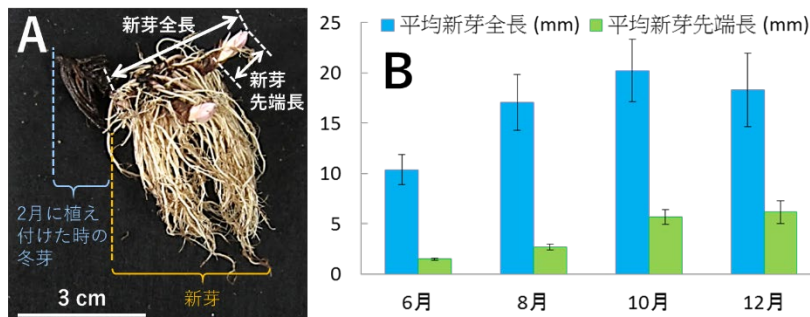 A
新芽全長
新芽
先端長
2月に植え
付けた時の
冬芽
新芽
3 cm
B
平均新芽全長 (mm)
平均新芽先端長 (mm)
25
20
15
10
5
0
6月
8月
10月
12月